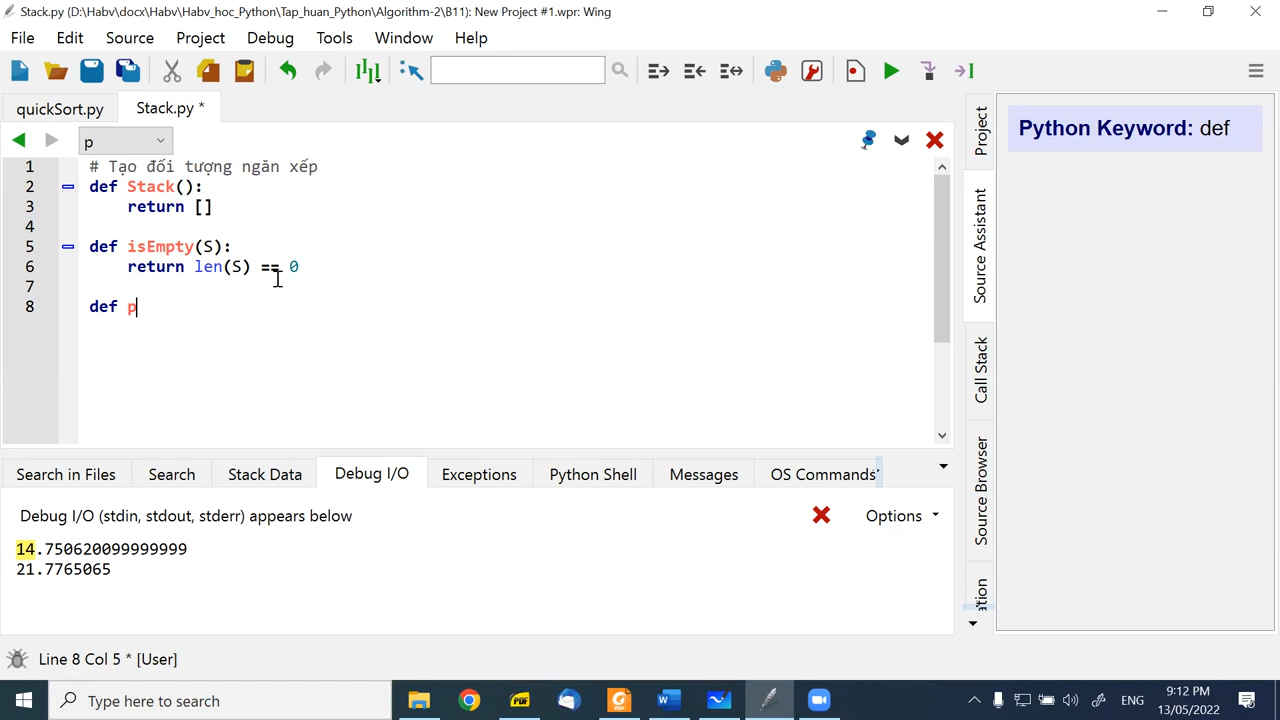 Stack.py (D:\Habv\docx\Habv\Habv_hoc_Python\Tap_huan_Python\Algorithm-2\B11): New Project #1.wpr: Wing
File Edit Source Project Debug Tools Window Help
quickSort.py Stack.py *
p
1 # Tạo đối tượng ngăn xếp
2 def Stack():
3 return []
4
5 def isEmpty(S):
6 return len(S) == 0
7
8 def p
Project
Source Assistant
Call Stack
Source Browser
Python Keyword: def
Search in Files Search Stack Data Debug I/O Exceptions Python Shell Messages OS Commands
Debug I/O (stdin, stdout, stderr) appears below Options
14.750620099999999
21.7765065
Line 8 Col 5 * [User]
Type here to search
PDF
ENG
9:12 PM
13/05/2022